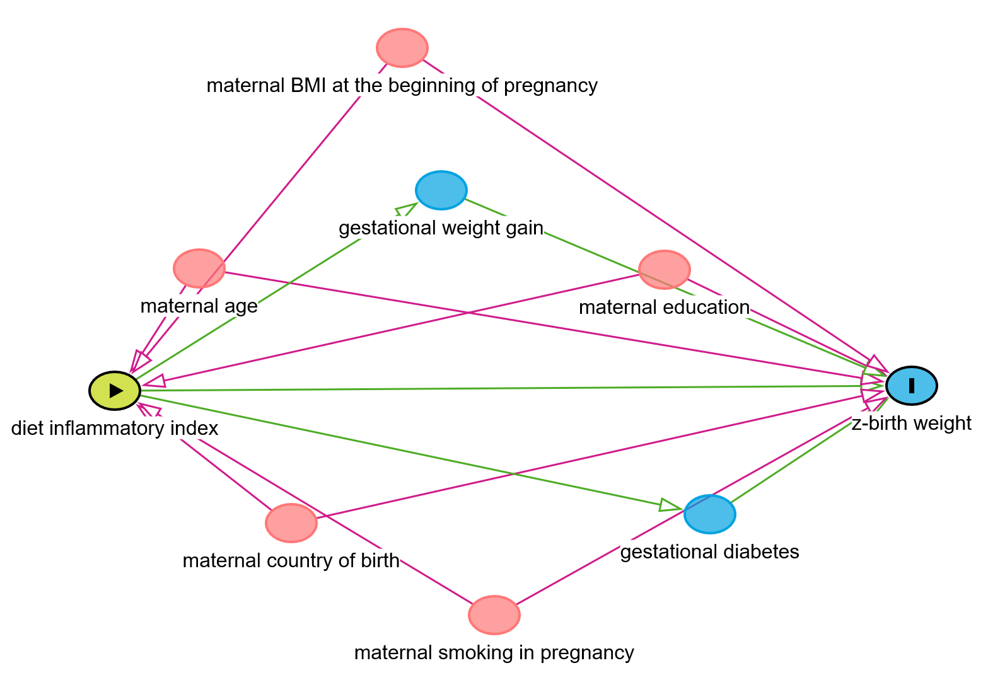 maternal BMI at the beginning of pregnancy
gestational weight gain
maternal age
maternal education
diet inflammatory index
z-birth weight
maternal country of birth
gestational diabetes
maternal smoking in pregnancy